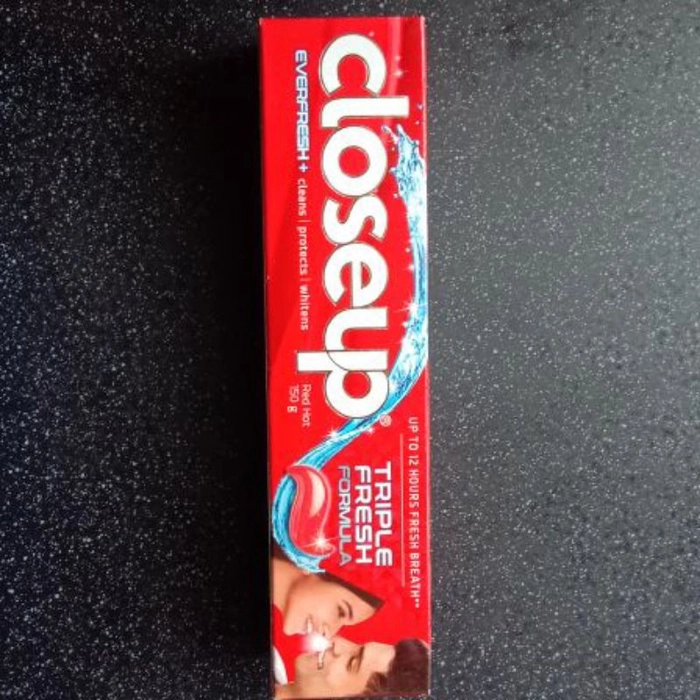 UP TO 12 HOURS FRESH BREATH**
closeup®
EVERFRESH + cleans | protects | whitens
Red Hot
150 g
TRIPLE
FRESH
FORMULA